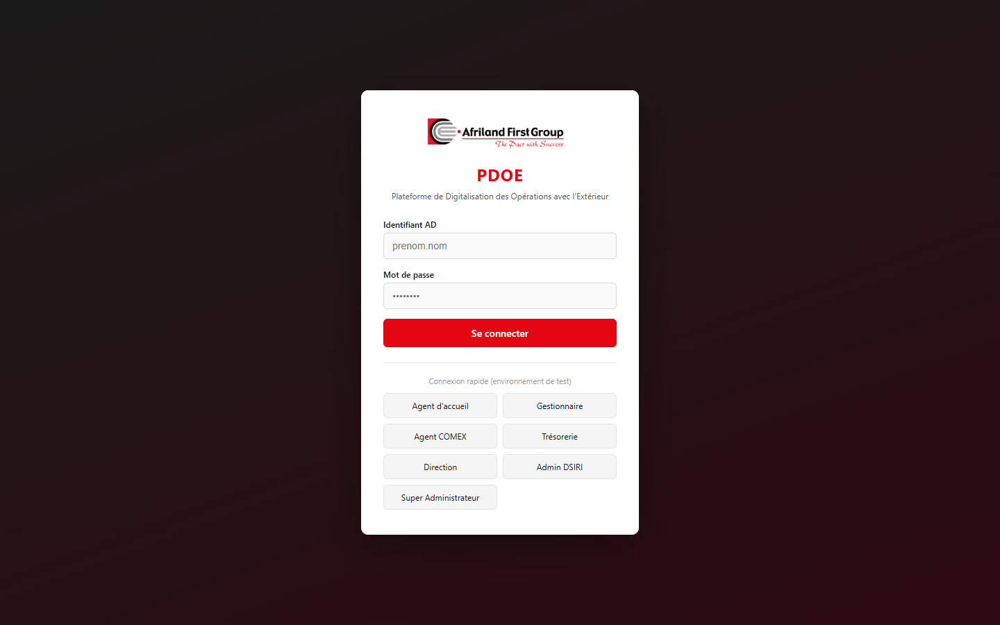 Afriland First Group
The Pact with Success
PDOE
Plateforme de Digitalisation des Opérations avec l'Extérieur
Identifiant AD
prenom.nom
Mot de passe
••••••••
Se connecter
Connexion rapide (environnement de test)
Agent d'accueil
Gestionnaire
Agent COMEX
Trésorerie
Direction
Admin DSIRI
Super Administrateur